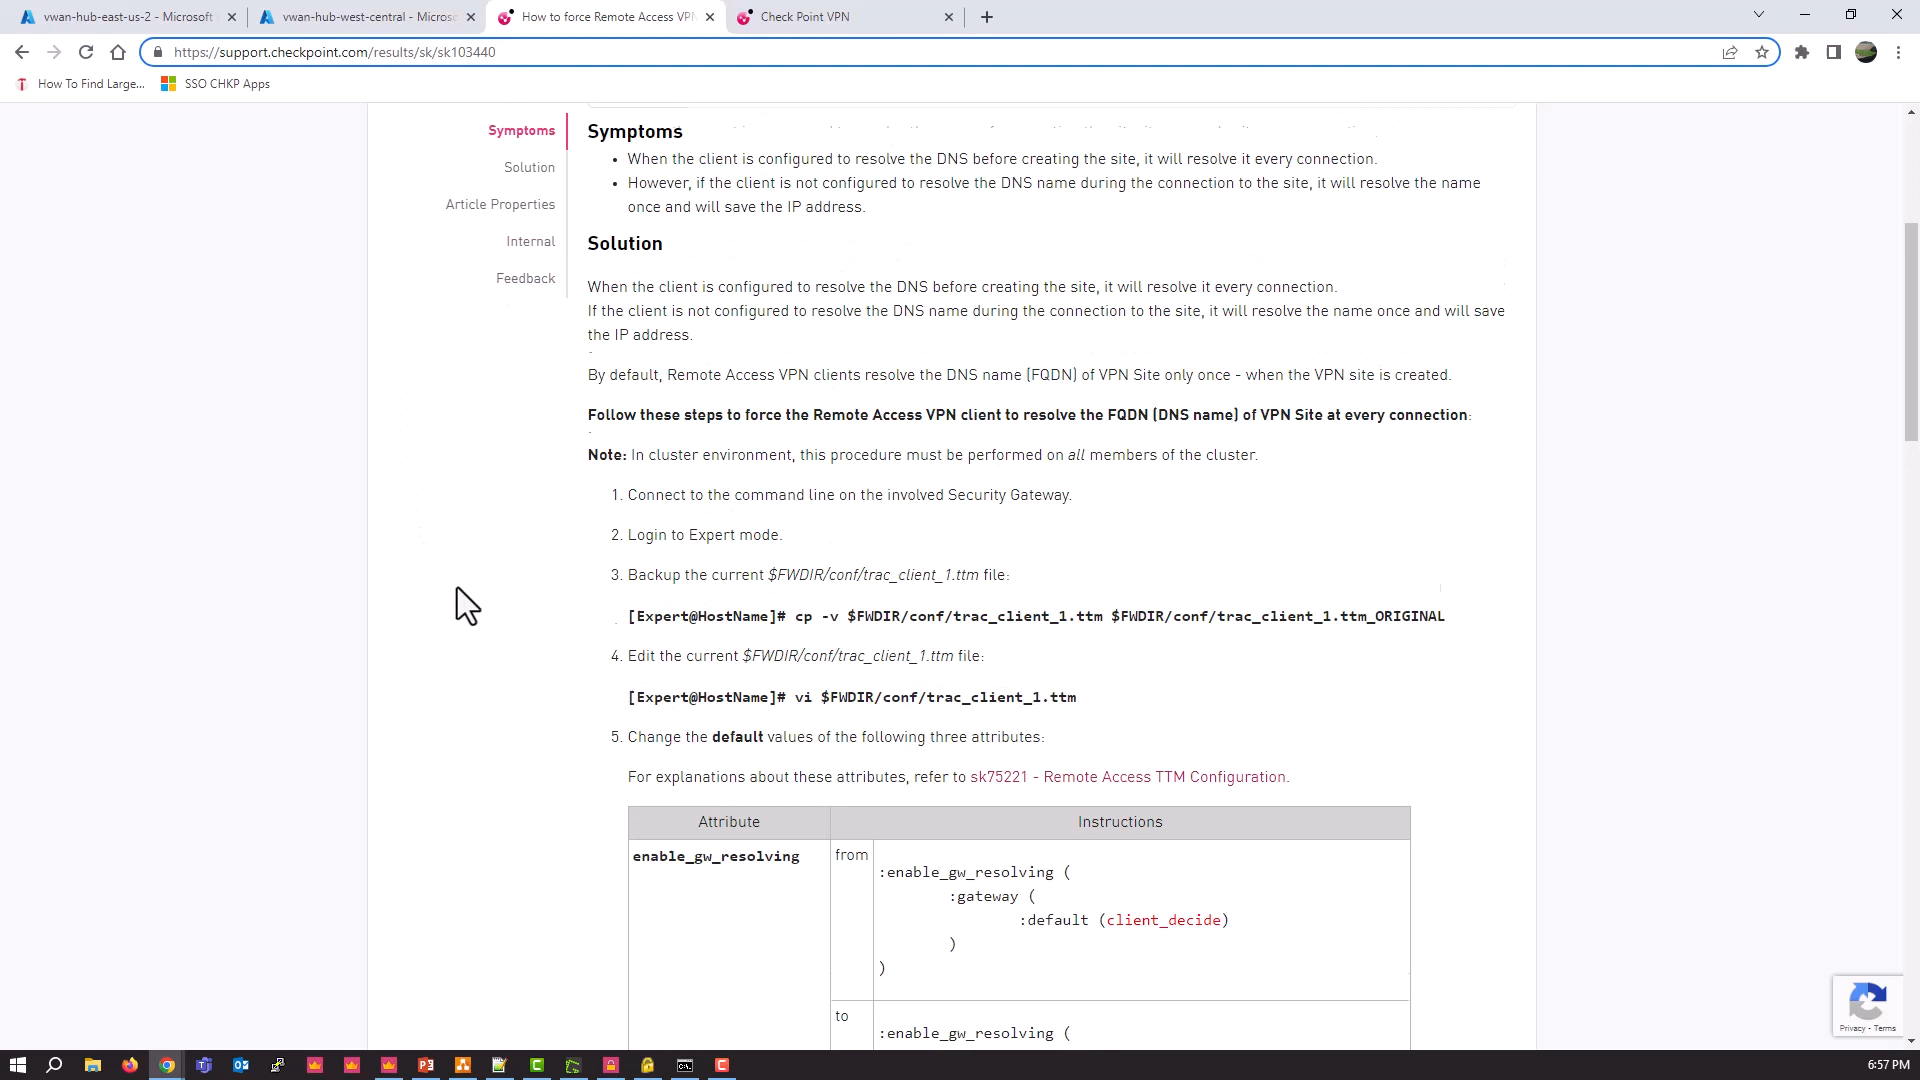 vwan-hub-east-us-2 - Microsoft
vwan-hub-west-central - Microso
How to force Remote Access VPN
Check Point VPN
https://support.checkpoint.com/results/sk/sk103440
How To Find Large...
SSO CHKP Apps
Symptoms
Solution
Article Properties
Internal
Feedback
Symptoms
• When the client is configured to resolve the DNS before creating the site, it will resolve it every connection.
• However, if the client is not configured to resolve the DNS name during the connection to the site, it will resolve the name
once and will save the IP address.
Solution
When the client is configured to resolve the DNS before creating the site, it will resolve it every connection.
If the client is not configured to resolve the DNS name during the connection to the site, it will resolve the name once and will save
the IP address.
By default, Remote Access VPN clients resolve the DNS name (FQDN) of VPN Site only once - when the VPN site is created.
Follow these steps to force the Remote Access VPN client to resolve the FQDN (DNS name) of VPN Site at every connection:
Note: In cluster environment, this procedure must be performed on all members of the cluster.
1. Connect to the command line on the involved Security Gateway.
2. Login to Expert mode.
3. Backup the current $FWDIR/conf/trac_client_1.ttm file:
[Expert@HostName]# cp -v $FWDIR/conf/trac_client_1.ttm $FWDIR/conf/trac_client_1.ttm_ORIGINAL
4. Edit the current $FWDIR/conf/trac_client_1.ttm file:
[Expert@HostName]# vi $FWDIR/conf/trac_client_1.ttm
5. Change the default values of the following three attributes:
For explanations about these attributes, refer to sk75221 - Remote Access TTM Configuration.
Attribute
Instructions
enable_gw_resolving
from
:enable_gw_resolving (
:gateway (
:default (client_decide)
)
)
to
:enable_gw_resolving (
Privacy - Terms
6:57 PM